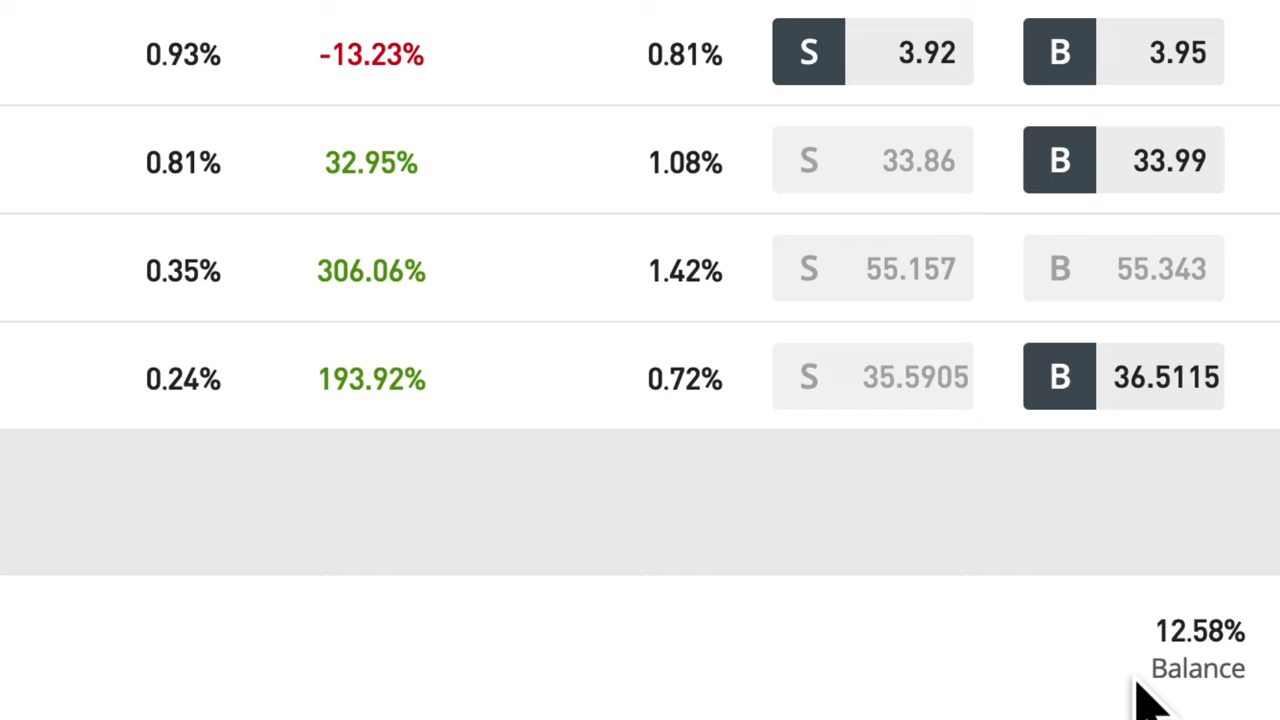 0.93% -13.23% 0.81% S 3.92 B 3.95
0.81% 32.95% 1.08% S 33.86 B 33.99
0.35% 306.06% 1.42% S 55.157 B 55.343
0.24% 193.92% 0.72% S 35.5905 B 36.5115
12.58%
Balance